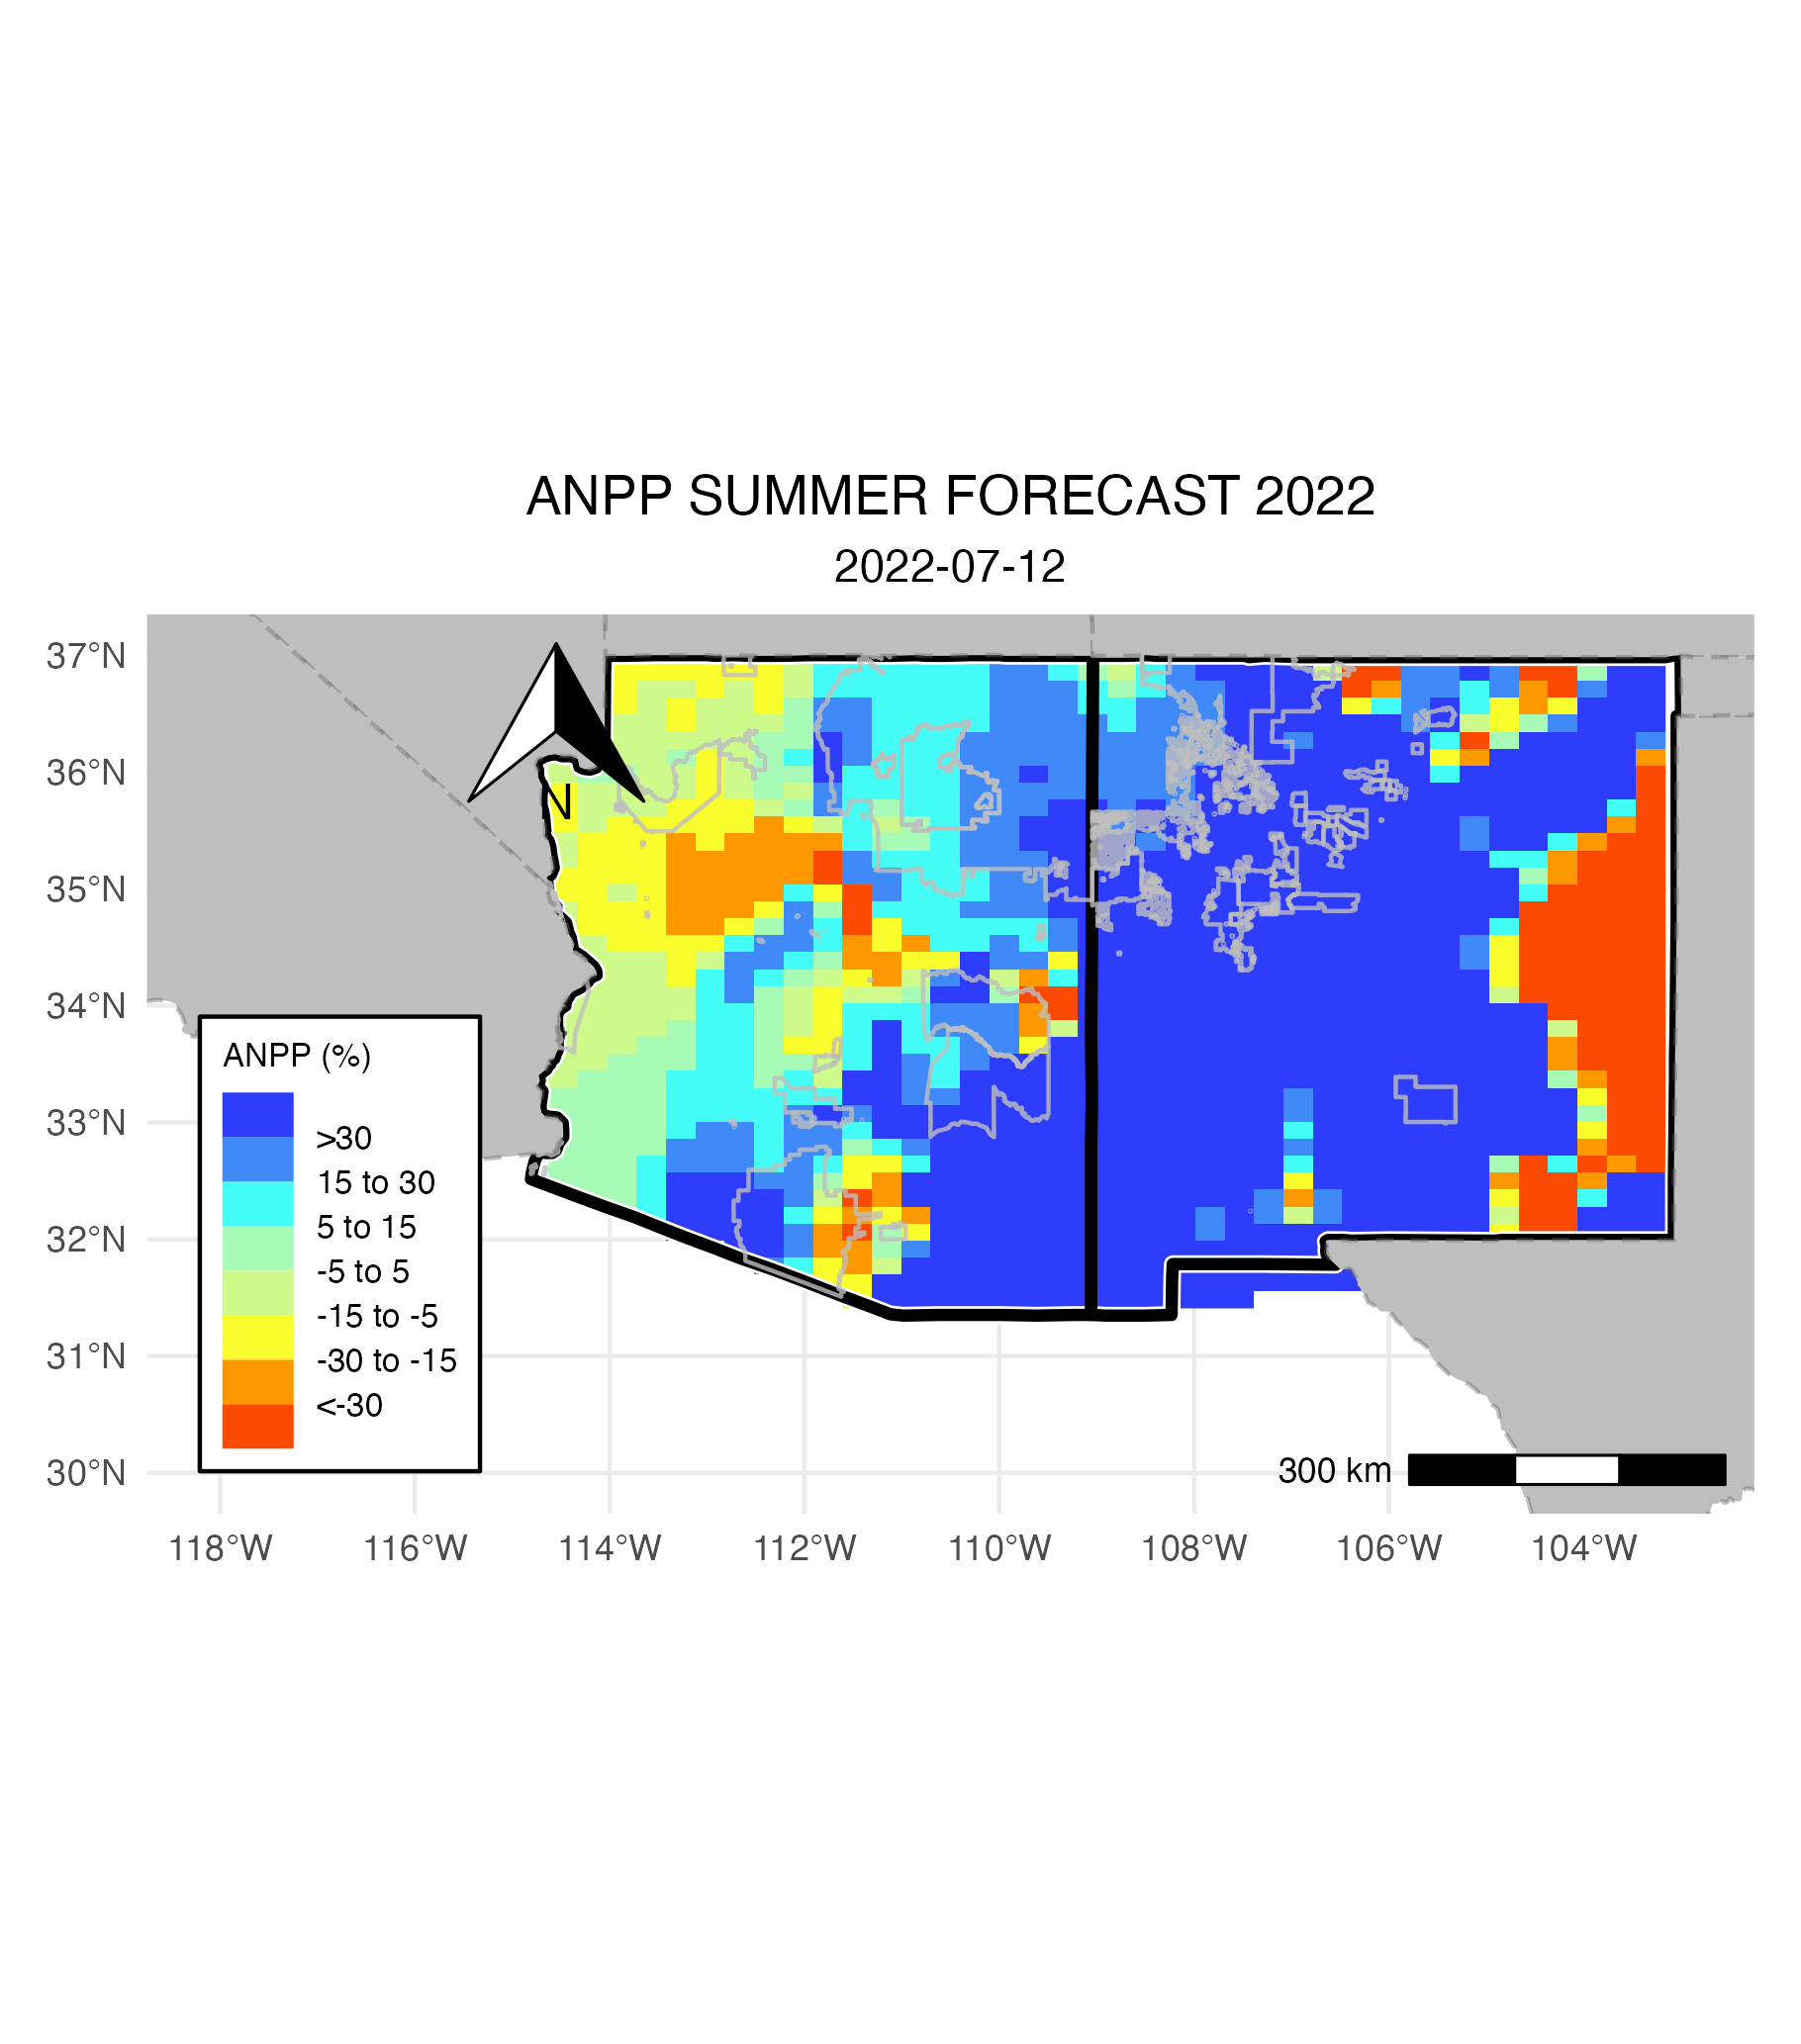 ANPP SUMMER FORECAST 2022
2022-07-12
37°N
36°N
35°N
34°N
33°N
32°N
31°N
30°N
N
ANPP (%)
>30
15 to 30
5 to 15
-5 to 5
-15 to -5
-30 to -15
<-30
300 km
118°W 116°W 114°W 112°W 110°W 108°W 106°W 104°W